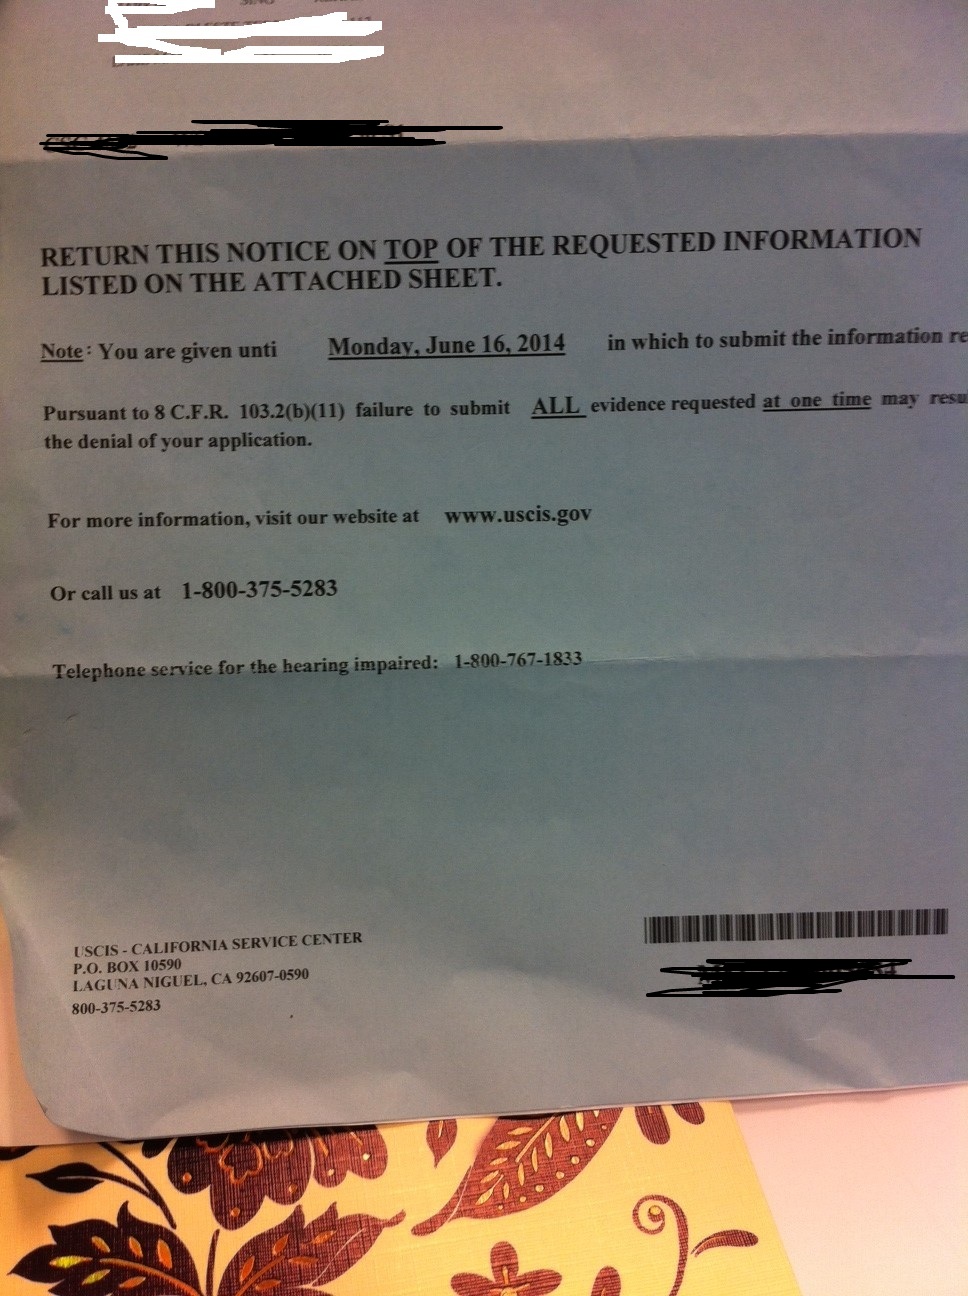 RETURN THIS NOTICE ON TOP OF THE REQUESTED INFORMATION
LISTED ON THE ATTACHED SHEET.
Note: You are given unti Monday, June 16, 2014 in which to submit the information re
Pursuant to 8 C.F.R. 103.2(b)(11) failure to submit ALL evidence requested at one time may resu
the denial of your application.
For more information, visit our website at www.uscis.gov
Or call us at 1-800-375-5283
Telephone service for the hearing impaired: 1-800-767-1833
USCIS - CALIFORNIA SERVICE CENTER
P.O. BOX 10590
LAGUNA NIGUEL, CA 92607-0590
800-375-5283